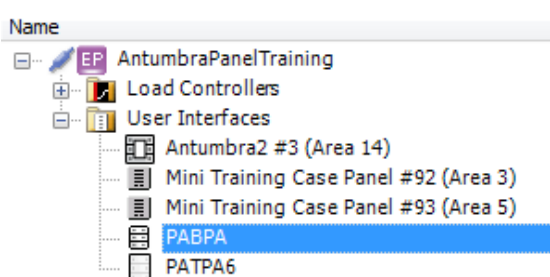 Name
EP AntumbraPanelTraining
Load Controllers
User Interfaces
Antumbra2 #3 (Area 14)
Mini Training Case Panel #92 (Area 3)
Mini Training Case Panel #93 (Area 5)
PABPA
PATPA6